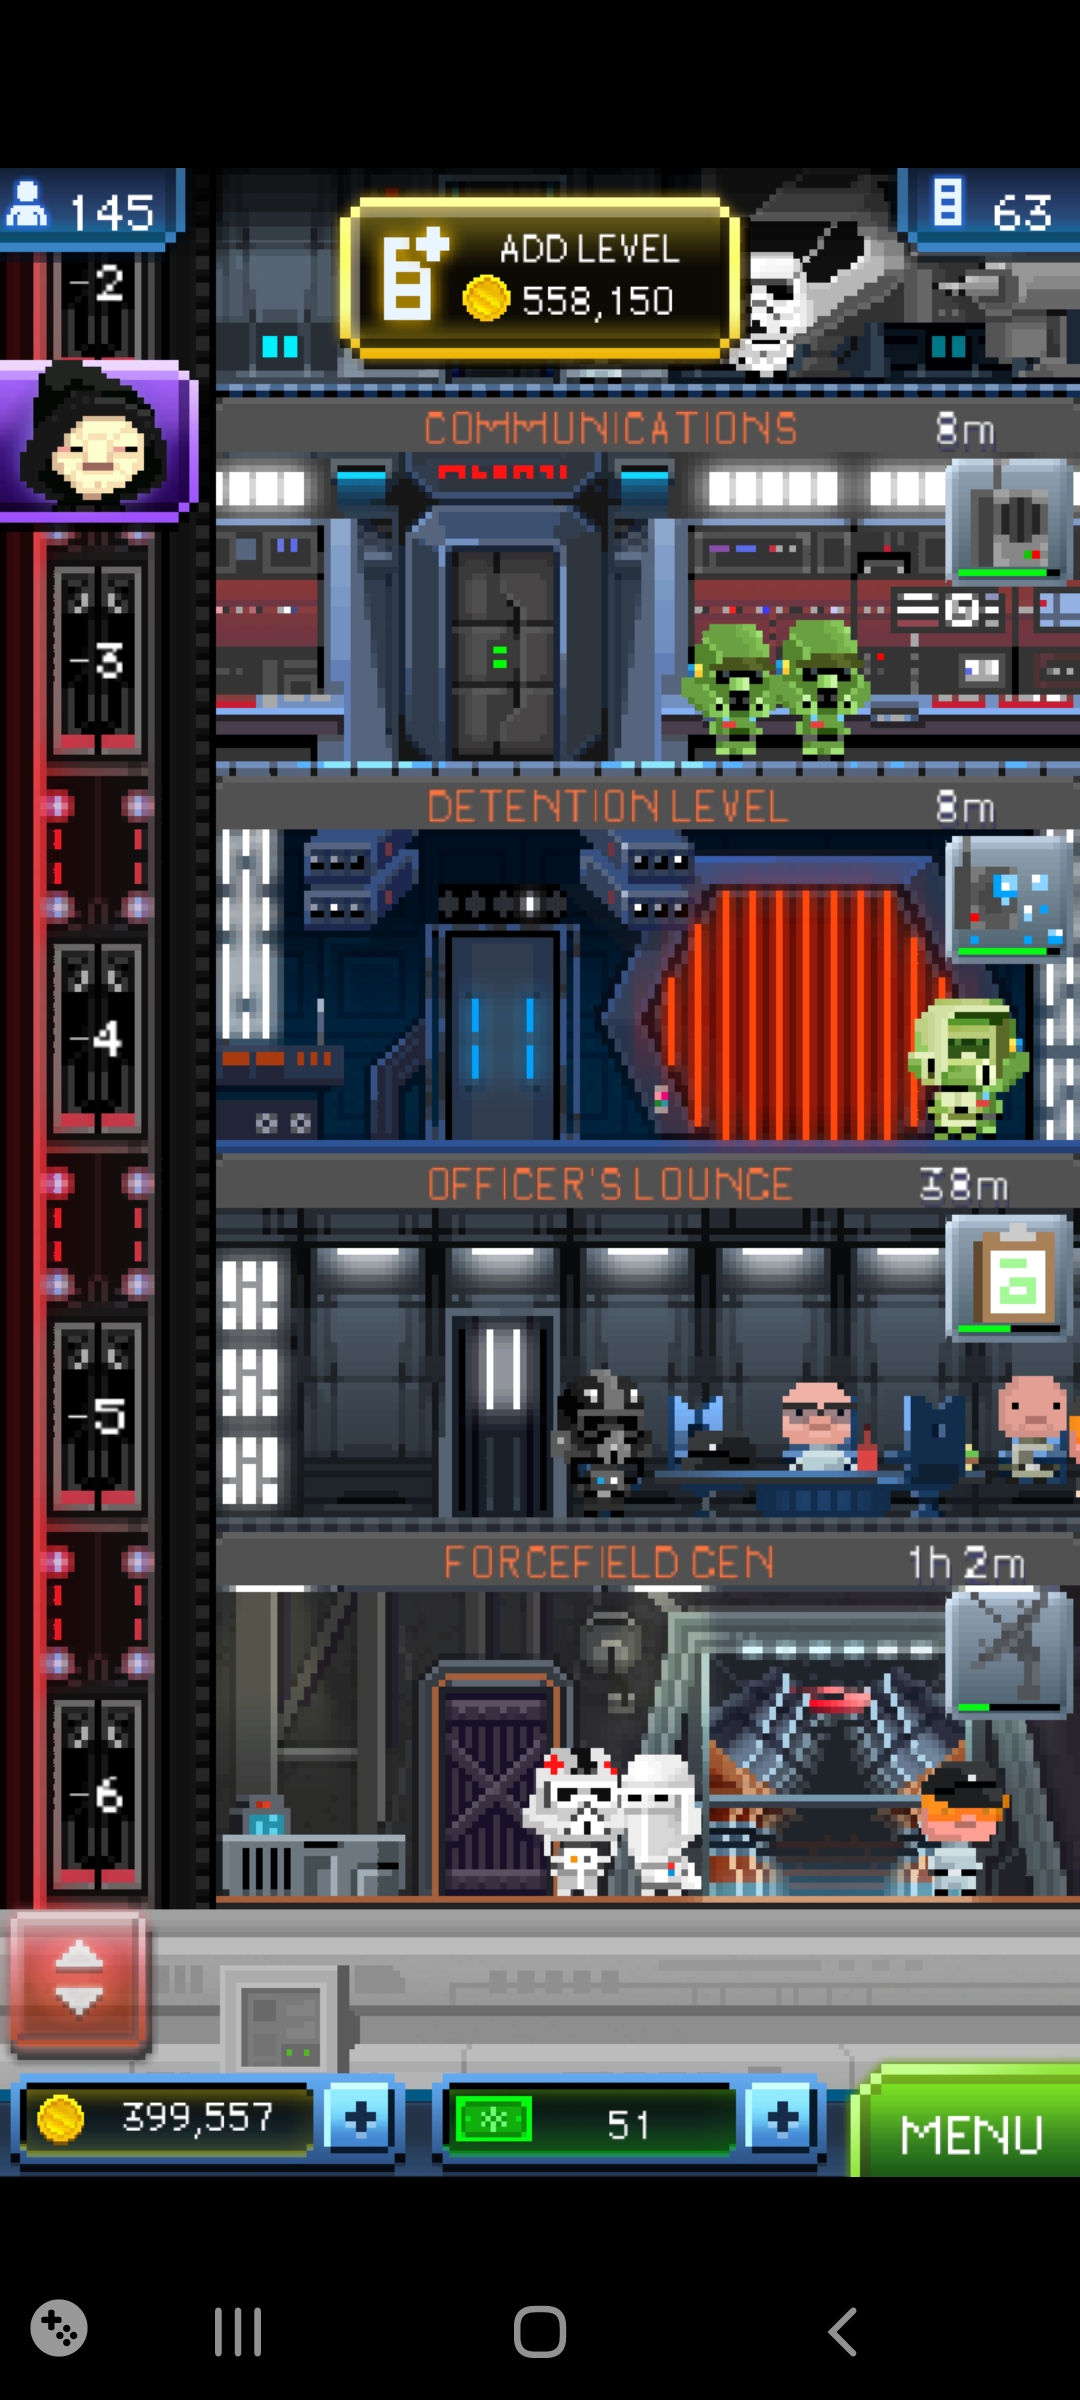 145
ADD LEVEL
558,150
63
-2
COMMUNICATIONS 8m
-3
DETENTION LEVEL 8m
-4
OFFICER'S LOUNGE 38m
-5
FORCEFIELD GEN 1h 2m
-6
399,557
51
MENU